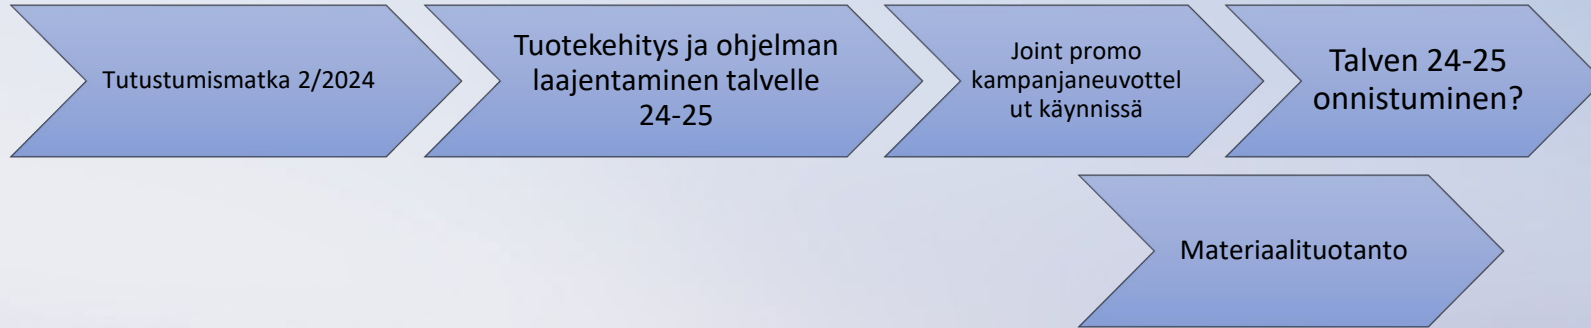 Tutustumismatka 2/2024
Tuotekehitys ja ohjelman
laajentaminen talvelle
24-25
Joint promo
kampanjaneuvottel
ut käynnissä
Talven 24-25
onnistuminen?
Materiaalituotanto